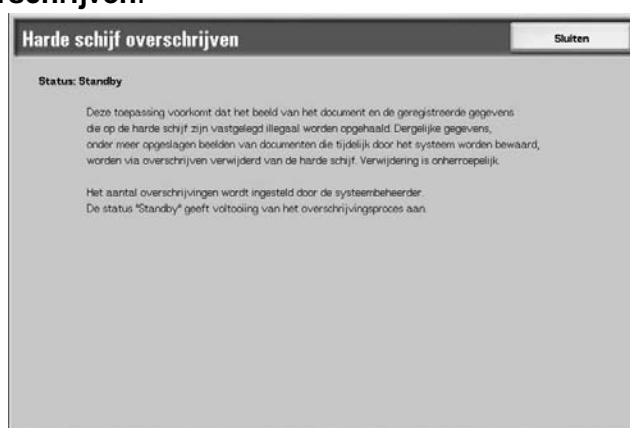 rschrijven.
Harde schijf overschrijven
Sluiten
Status: Standby
Deze toepassing voorkomt dat het beeld van het document en de geregistreerde gegevens
die op de harde schijf zijn vastgelegd illegaal worden opgehaald. Dergelijke gegevens,
onder meer opgeslagen beelden van documenten die tijdelijk door het systeem worden bewaard,
worden via overschrijven verwijderd van de harde schijf. Verwijdering is onherroepelijk.
Het aantal overschrijvingen wordt ingesteld door de systeembeheerder.
De status "Standby" geeft voltooiing van het overschrijvingsproces aan.